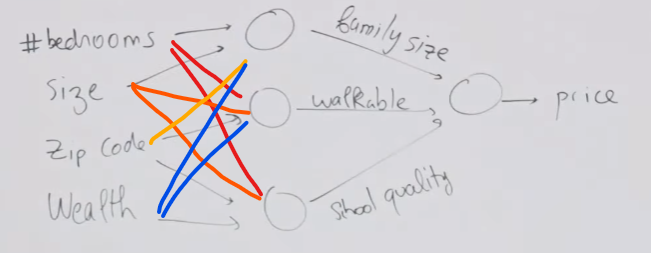 #bedrooms
Size
Zip Code
Wealth
family size
walkable
school quality
price